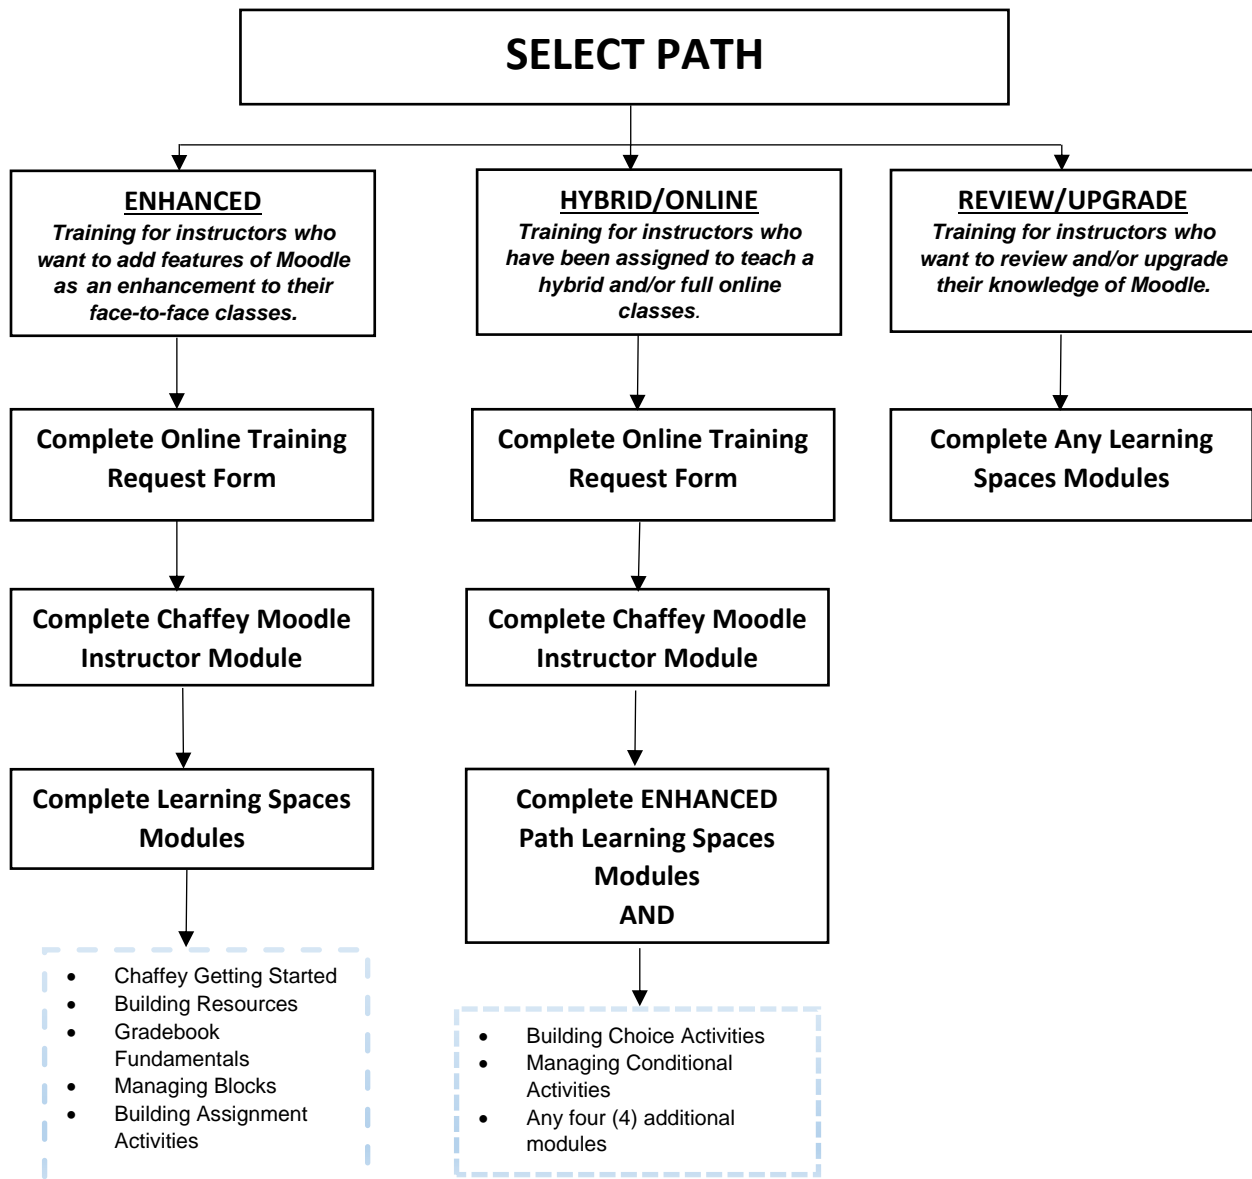 SELECT PATH
ENHANCED
Training for instructors who
want to add features of Moodle
as an enhancement to their
face-to-face classes.
HYBRID/ONLINE
Training for instructors who
have been assigned to teach a
hybrid and/or full online
classes.
REVIEW/UPGRADE
Training for instructors who
want to review and/or upgrade
their knowledge of Moodle.
Complete Online Training
Request Form
Complete Online Training
Request Form
Complete Any Learning
Spaces Modules
Complete Chaffey Moodle
Instructor Module
Complete Chaffey Moodle
Instructor Module
Complete Learning Spaces
Modules
Complete ENHANCED
Path Learning Spaces
Modules
AND
• Chaffey Getting Started
• Building Resources
• Gradebook
Fundamentals
• Managing Blocks
• Building Assignment
Activities
• Building Choice Activities
• Managing Conditional
Activities
• Any four (4) additional
modules